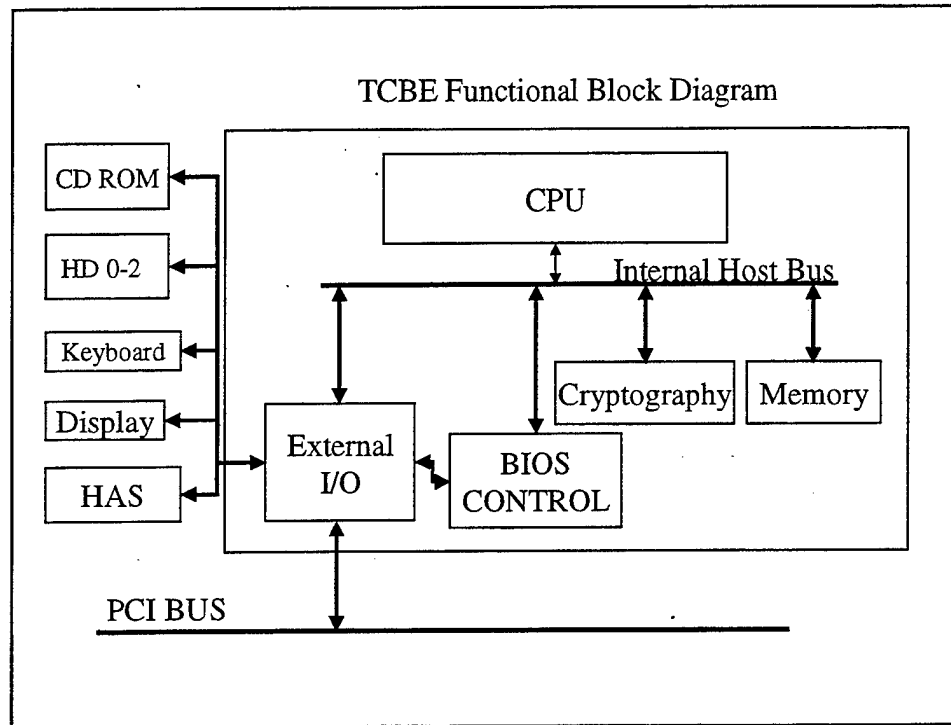 TCBE Functional Block Diagram
CD ROM
CPU
HD 0-2
Internal Host Bus
Keyboard
Cryptography
Memory
Display
External
I/O
BIOS
CONTROL
HAS
PCI BUS